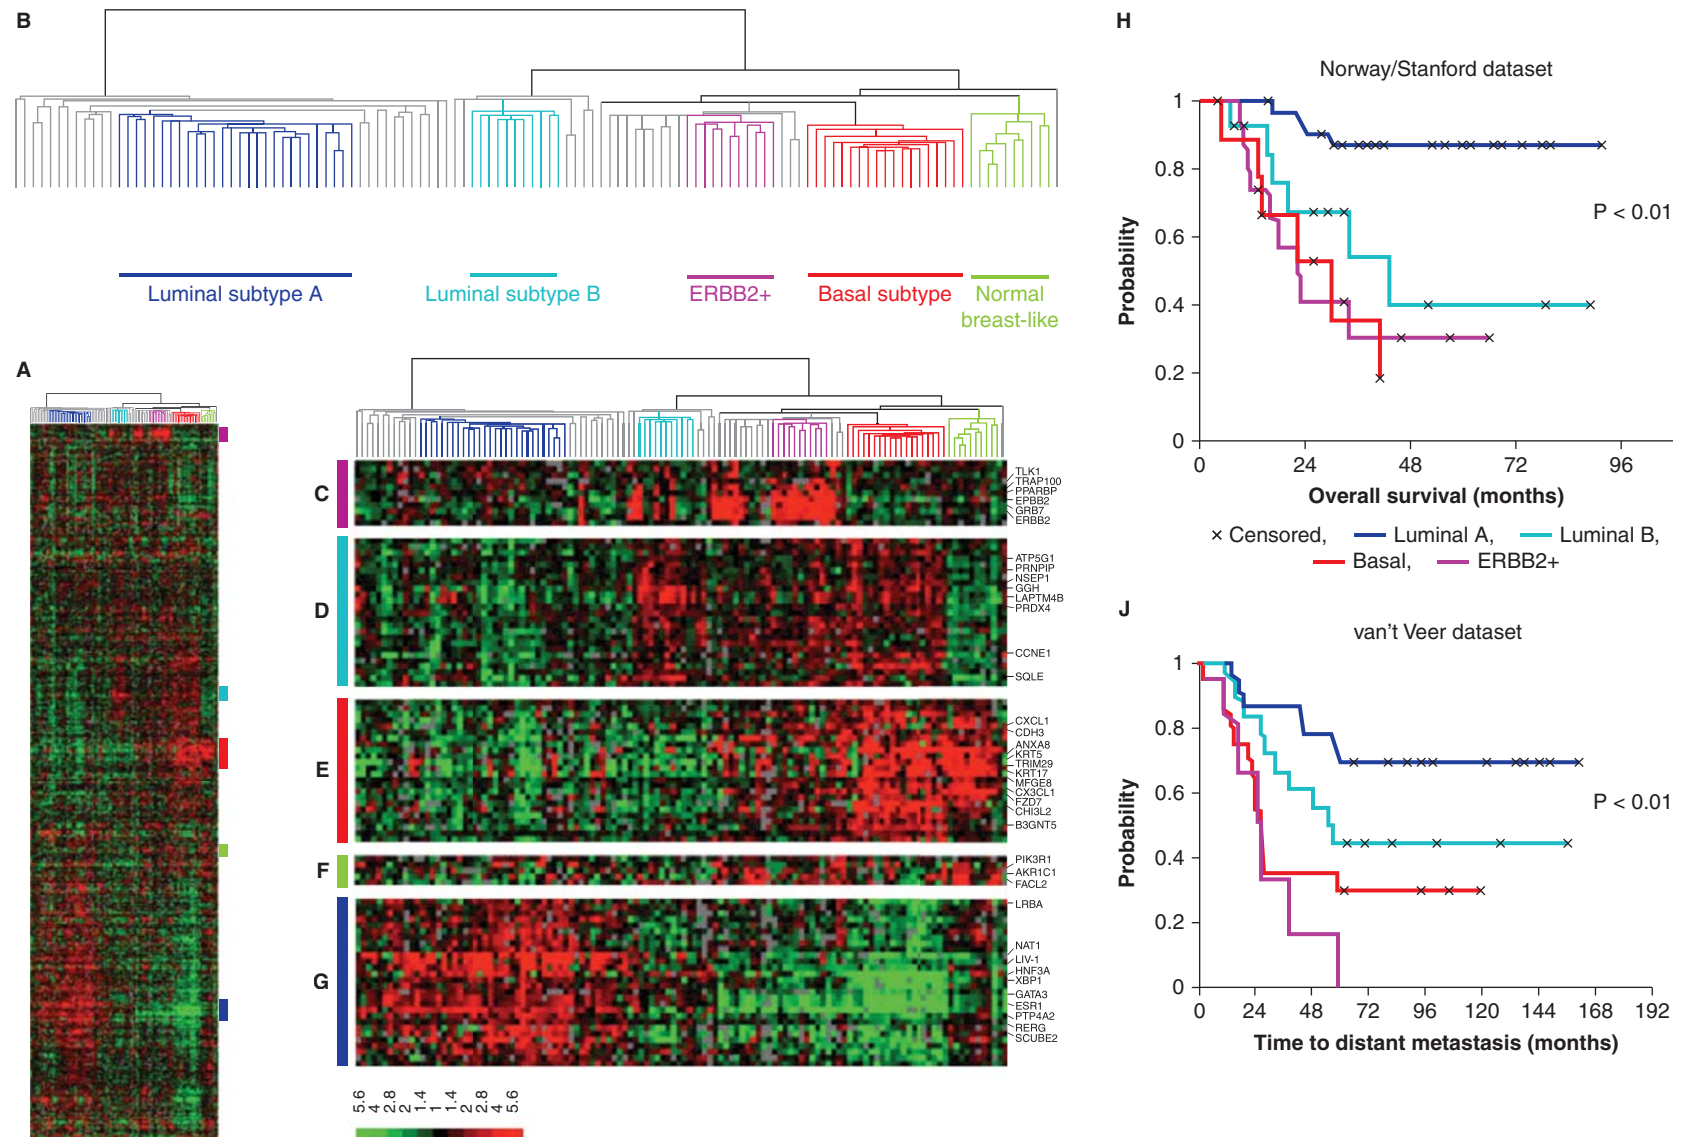 B
Luminal subtype A
Luminal subtype B
ERBB2+
Basal subtype
Normal
breast-like
A
C
TLK1
TRAP100
PPARBP
EPBB2
GRB7
ERBB2
D
ATP5G1
PRNPIP
NSEP1
GGH
LAPTM4B
PRDX4
CCNE1
SQLE
E
CXCL1
CDH3
ANXA8
KRT5
TRIM29
KRT17
MFGE8
CX3CL1
FZD7
CHI3L2
B3GNT5
F
PIK3R1
AKR1C1
FACL2
G
LRBA
NAT1
LIV-1
HNF3A
XBP1
GATA3
ESR1
PTP4A2
RERG
SCUBE2
5.6 4 2.8 2 1.4 1 1.4 2 2.8 4 5.6
H
Norway/Stanford dataset
Probability
1
0.8
0.6
0.4
0.2
0
P < 0.01
0 24 48 72 96
Overall survival (months)
× Censored, Luminal A, Luminal B,
Basal, ERBB2+
J
van’t Veer dataset
Probability
1
0.8
0.6
0.4
0.2
0
P < 0.01
0 24 48 72 96 120 144 168 192
Time to distant metastasis (months)